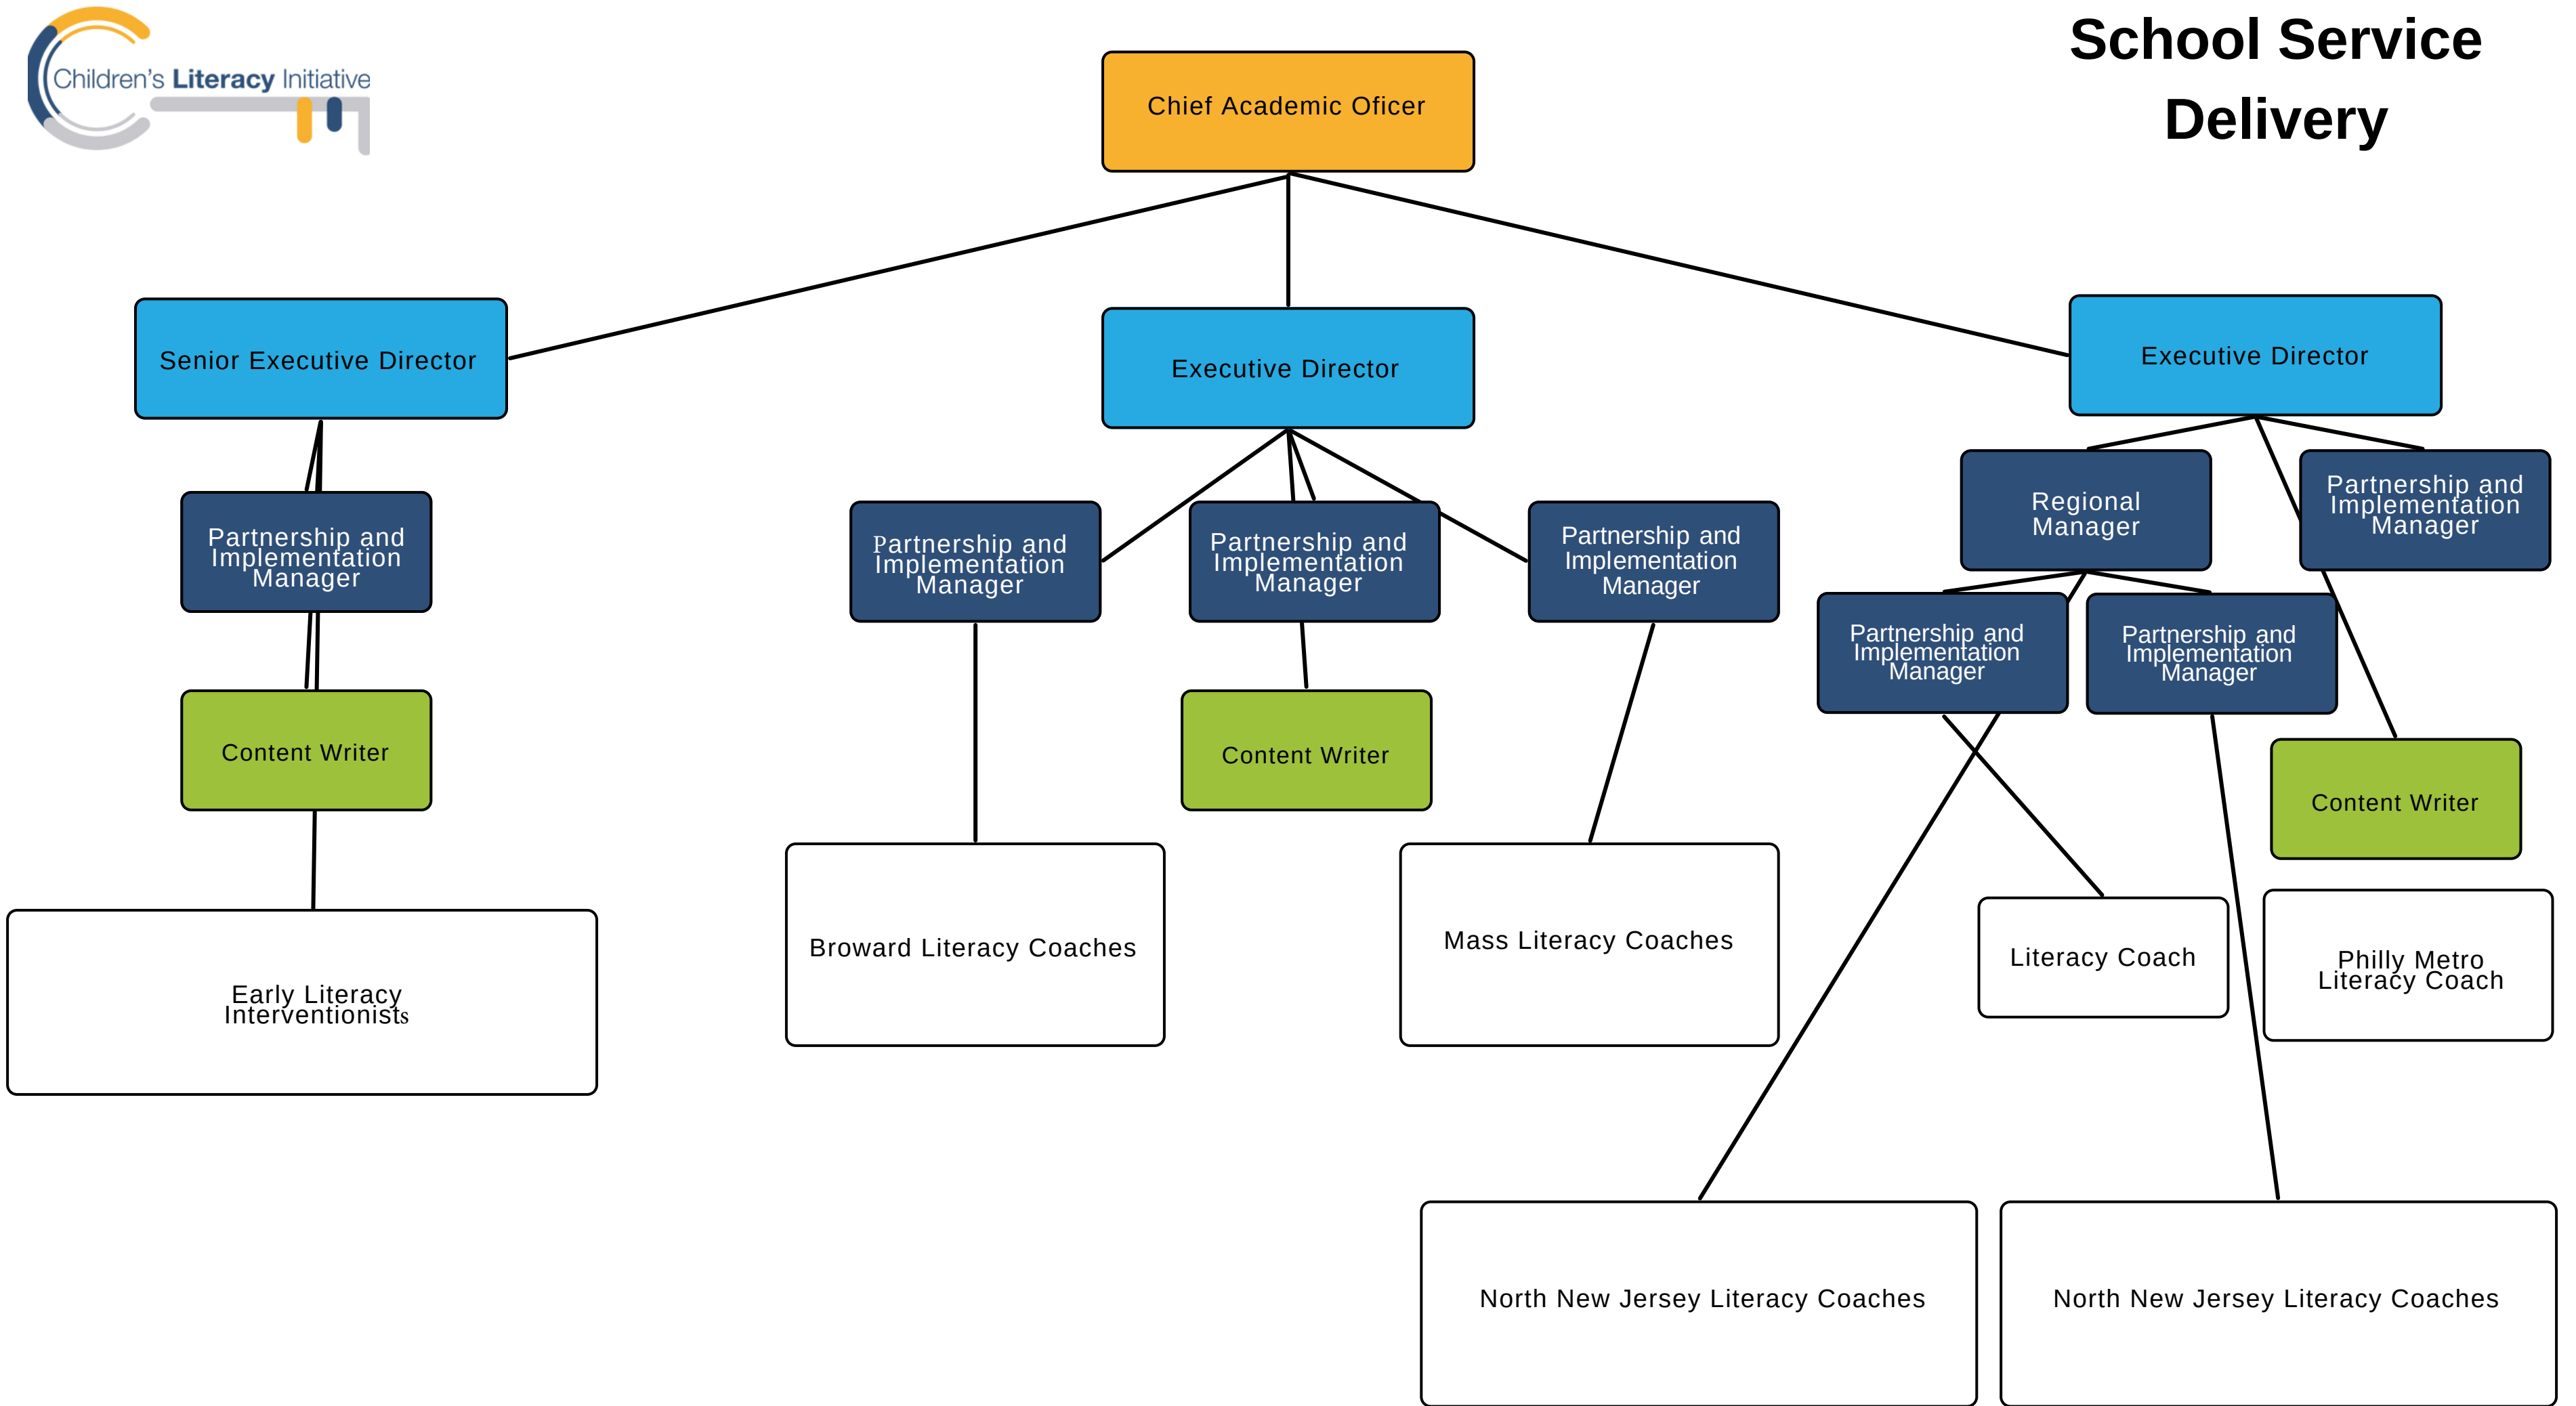 Children's Literacy Initiative
School Service
Delivery
Chief Academic Oficer
Senior Executive Director
Executive Director
Executive Director
Partnership and
Implementation
Manager
Partnership and
Implementation
Manager
Partnership and
Implementation
Manager
Partnership and
Implementation
Manager
Regional
Manager
Partnership and
Implementation
Manager
Partnership and
Implementation
Manager
Partnership and
Implementation
Manager
Content Writer
Content Writer
Content Writer
Early Literacy
Interventionists
Broward Literacy Coaches
Mass Literacy Coaches
Literacy Coach
Philly Metro
Literacy Coach
North New Jersey Literacy Coaches
North New Jersey Literacy Coaches